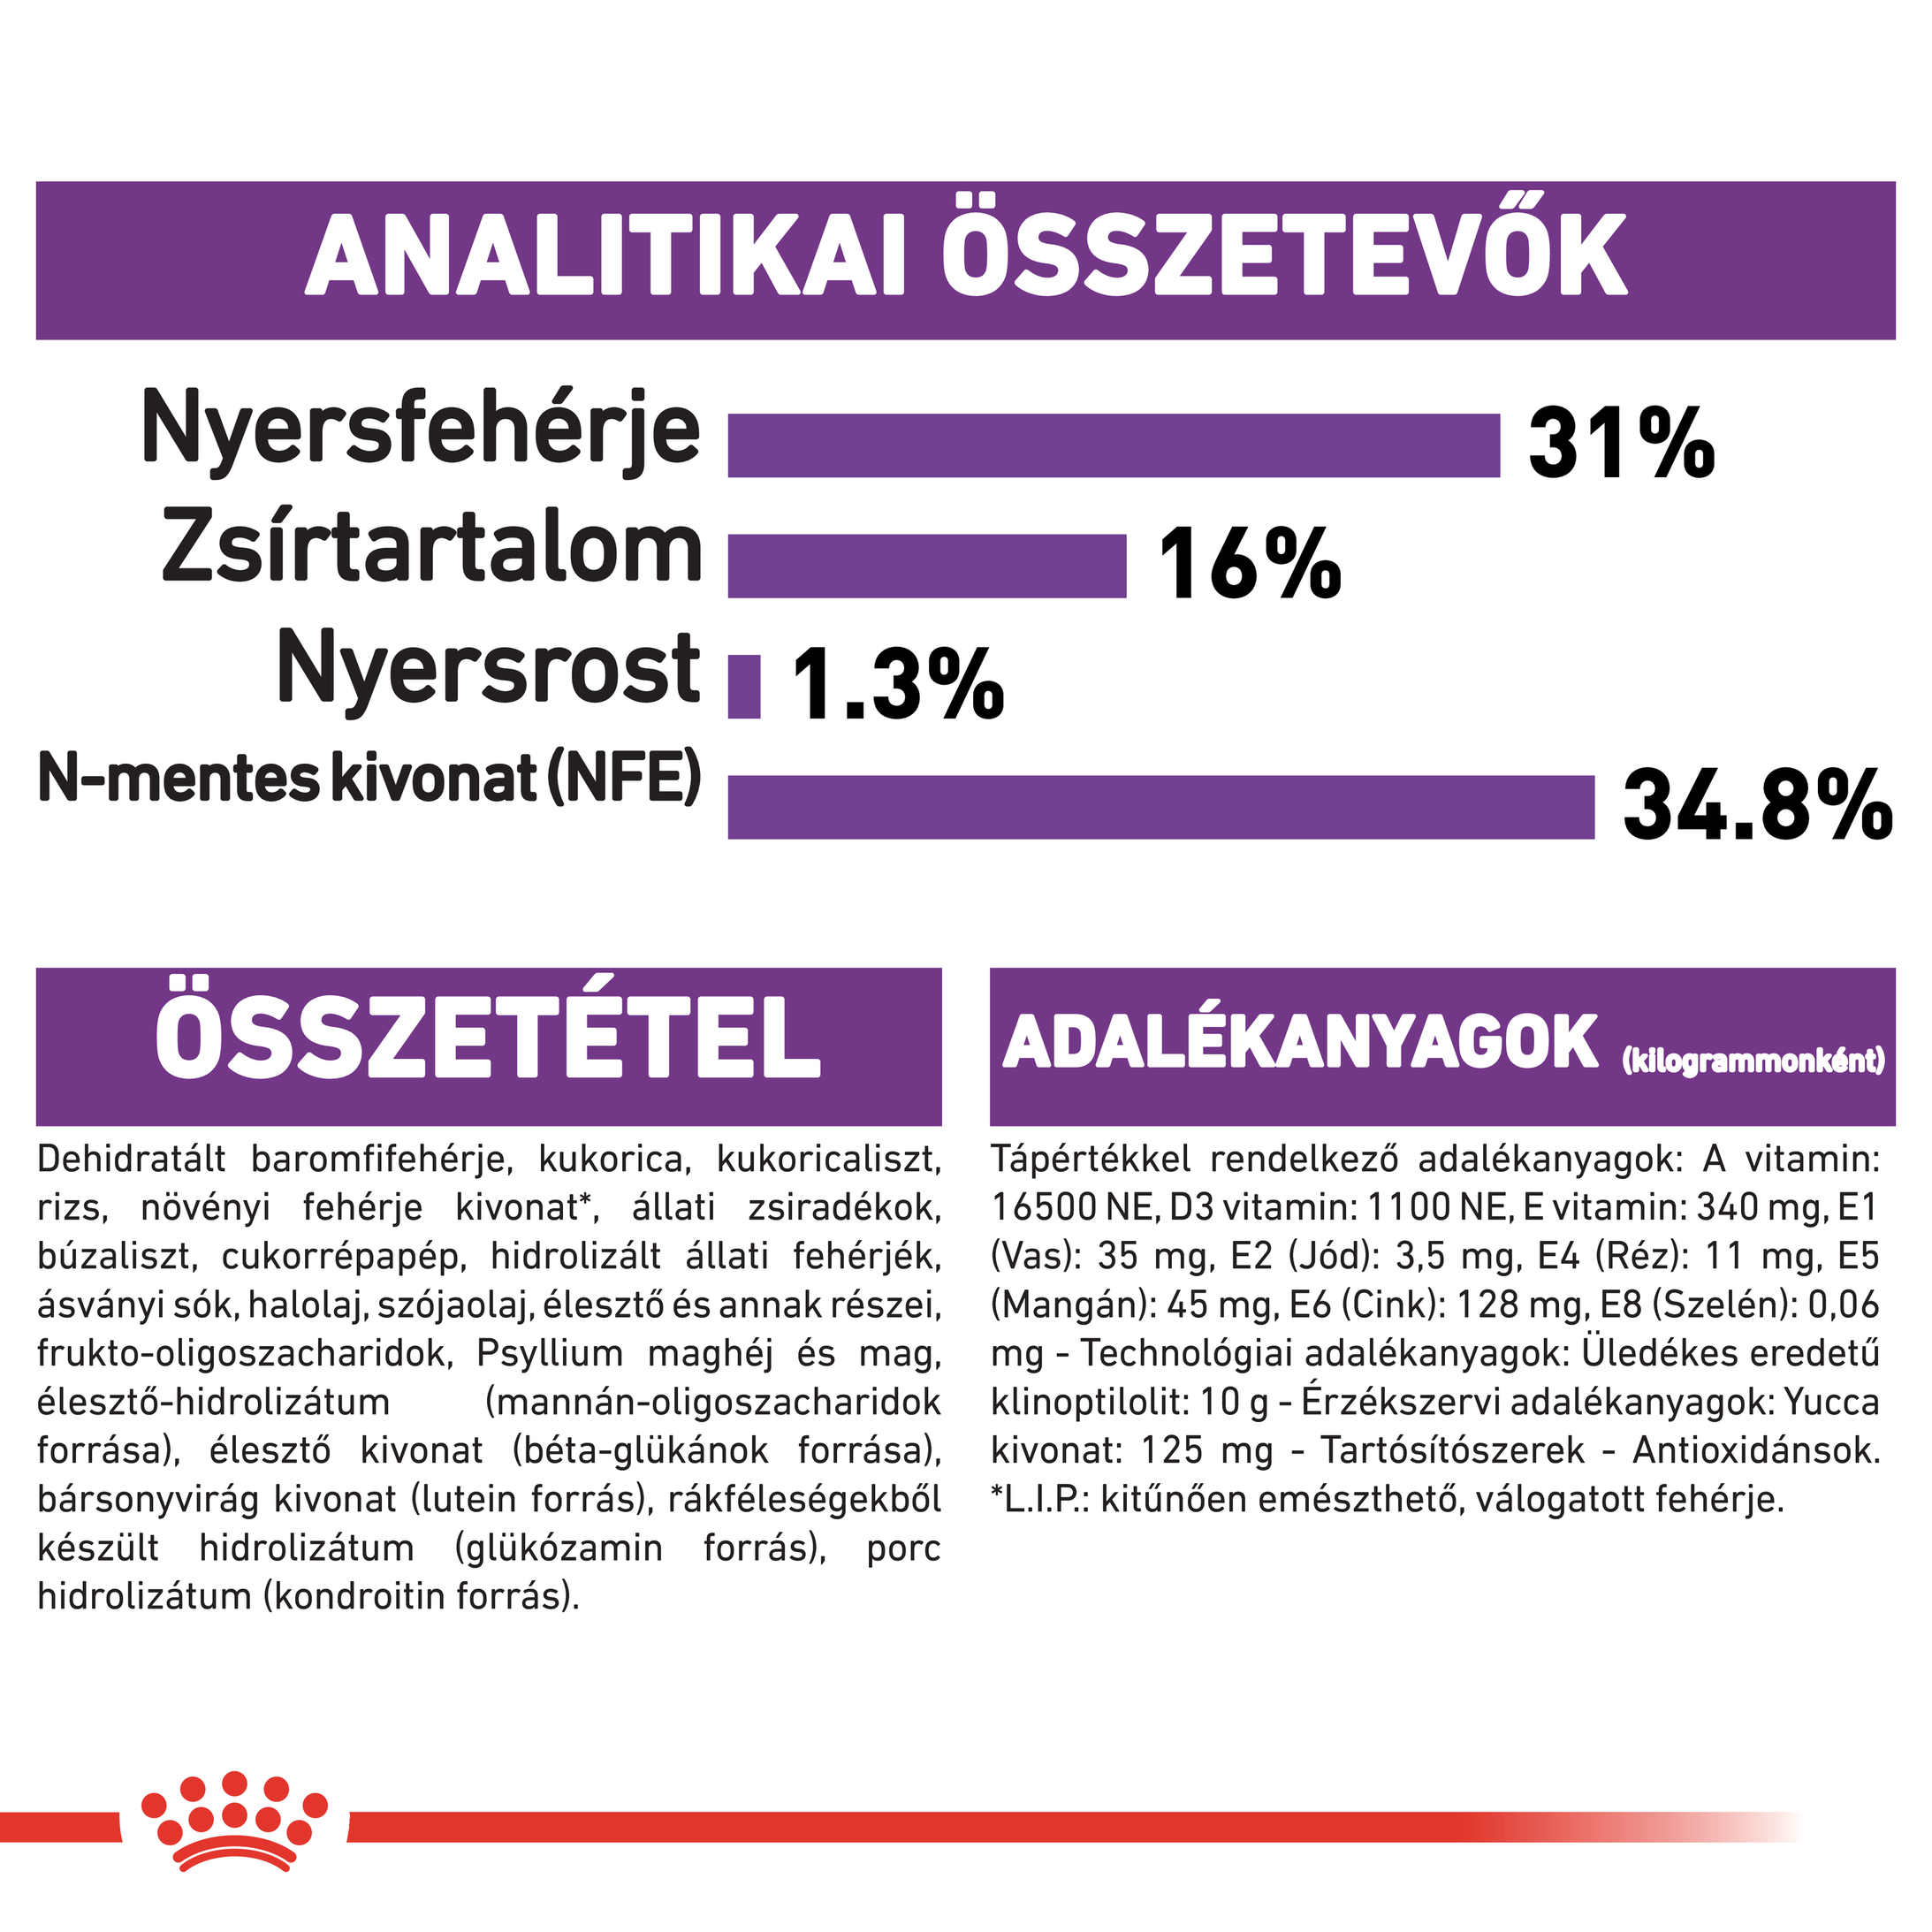 ANALITIKAI ÖSSZETEVŐK
Nyersfehérje 31%
Zsírtartalom 16%
Nyersrost 1.3%
N-mentes kivonat (NFE) 34.8%
ÖSSZETÉTEL
Dehidratált baromfifehérje, kukorica, kukoricaliszt,
rizs, növényi fehérje kivonat*, állati zsiradékok,
búzaliszt, cukorrépapép, hidrolizált állati fehérjék,
ásványi sók, halolaj, szójaolaj, élesztő és annak részei,
frukto-oligoszacharidok, Psyllium maghéj és mag,
élesztő-hidrolizátum (mannán-oligoszacharidok
forrása), élesztő kivonat (béta-glükánok forrása),
bársonyvirág kivonat (lutein forrás), rákféleségekből
készült hidrolizátum (glükózamin forrás), porc
hidrolizátum (kondroitin forrás).
ADALÉKANYAGOK (kilogrammonként)
Tápértékkel rendelkező adalékanyagok: A vitamin:
16500 NE, D3 vitamin: 1100 NE, E vitamin: 340 mg, E1
(Vas): 35 mg, E2 (Jód): 3,5 mg, E4 (Réz): 11 mg, E5
(Mangán): 45 mg, E6 (Cink): 128 mg, E8 (Szelén): 0,06
mg - Technológiai adalékanyagok: Üledékes eredetű
klinoptilolit: 10 g - Érzékszervi adalékanyagok: Yucca
kivonat: 125 mg - Tartósítószerek - Antioxidánsok.
*L.I.P.: kitűnően emészthető, válogatott fehérje.